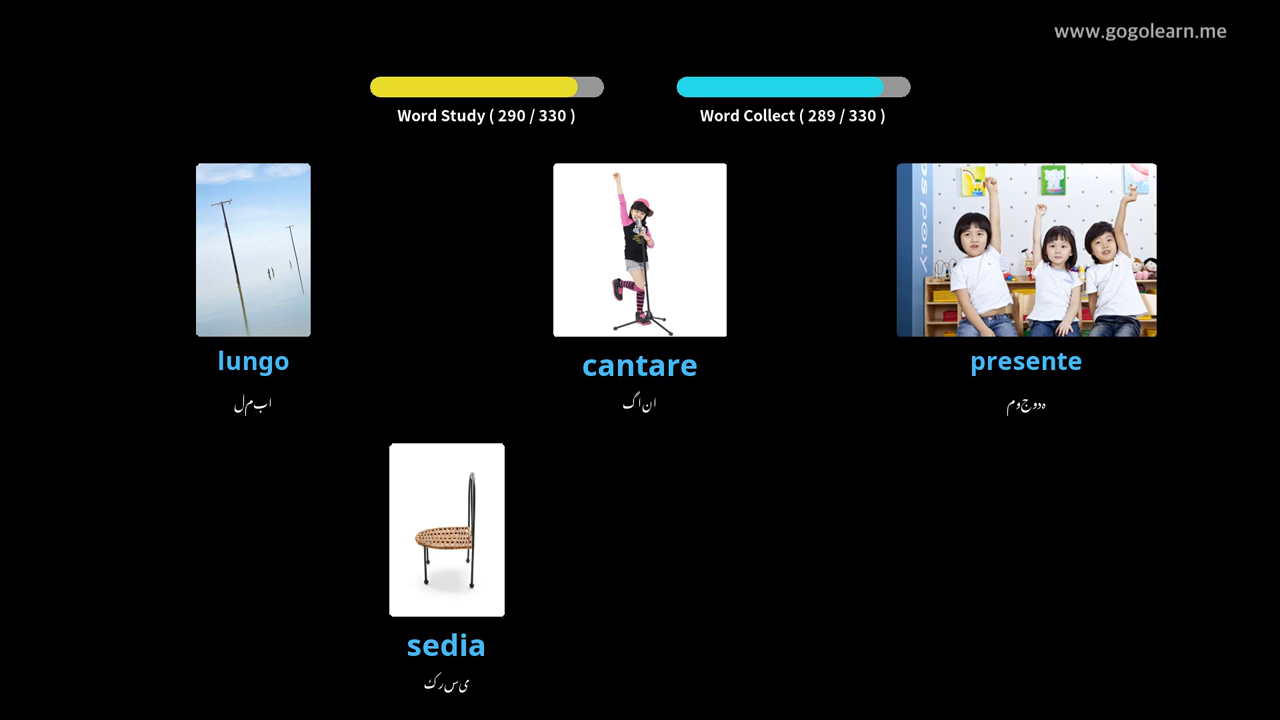 www.gogolearn.me
Word Study ( 290 / 330 )
Word Collect ( 289 / 330 )
lungo
cantare
presente
لمبا
گانا
موجودہ
sedia
کرسی